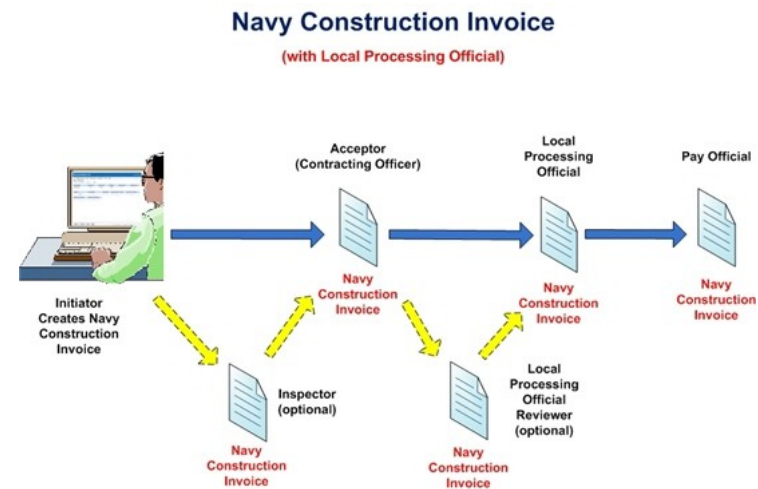 Navy Construction Invoice
(with Local Processing Official)
Acceptor
(Contracting Officer)
Local
Processing
Official
Pay Official
Navy
Construction
Invoice
Navy
Construction
Invoice
Navy
Construction
Invoice
Initiator
Creates Navy
Construction
Invoice
Inspector
(optional)
Local
Processing
Official
Reviewer
(optional)
Navy
Construction
Invoice
Navy
Construction
Invoice